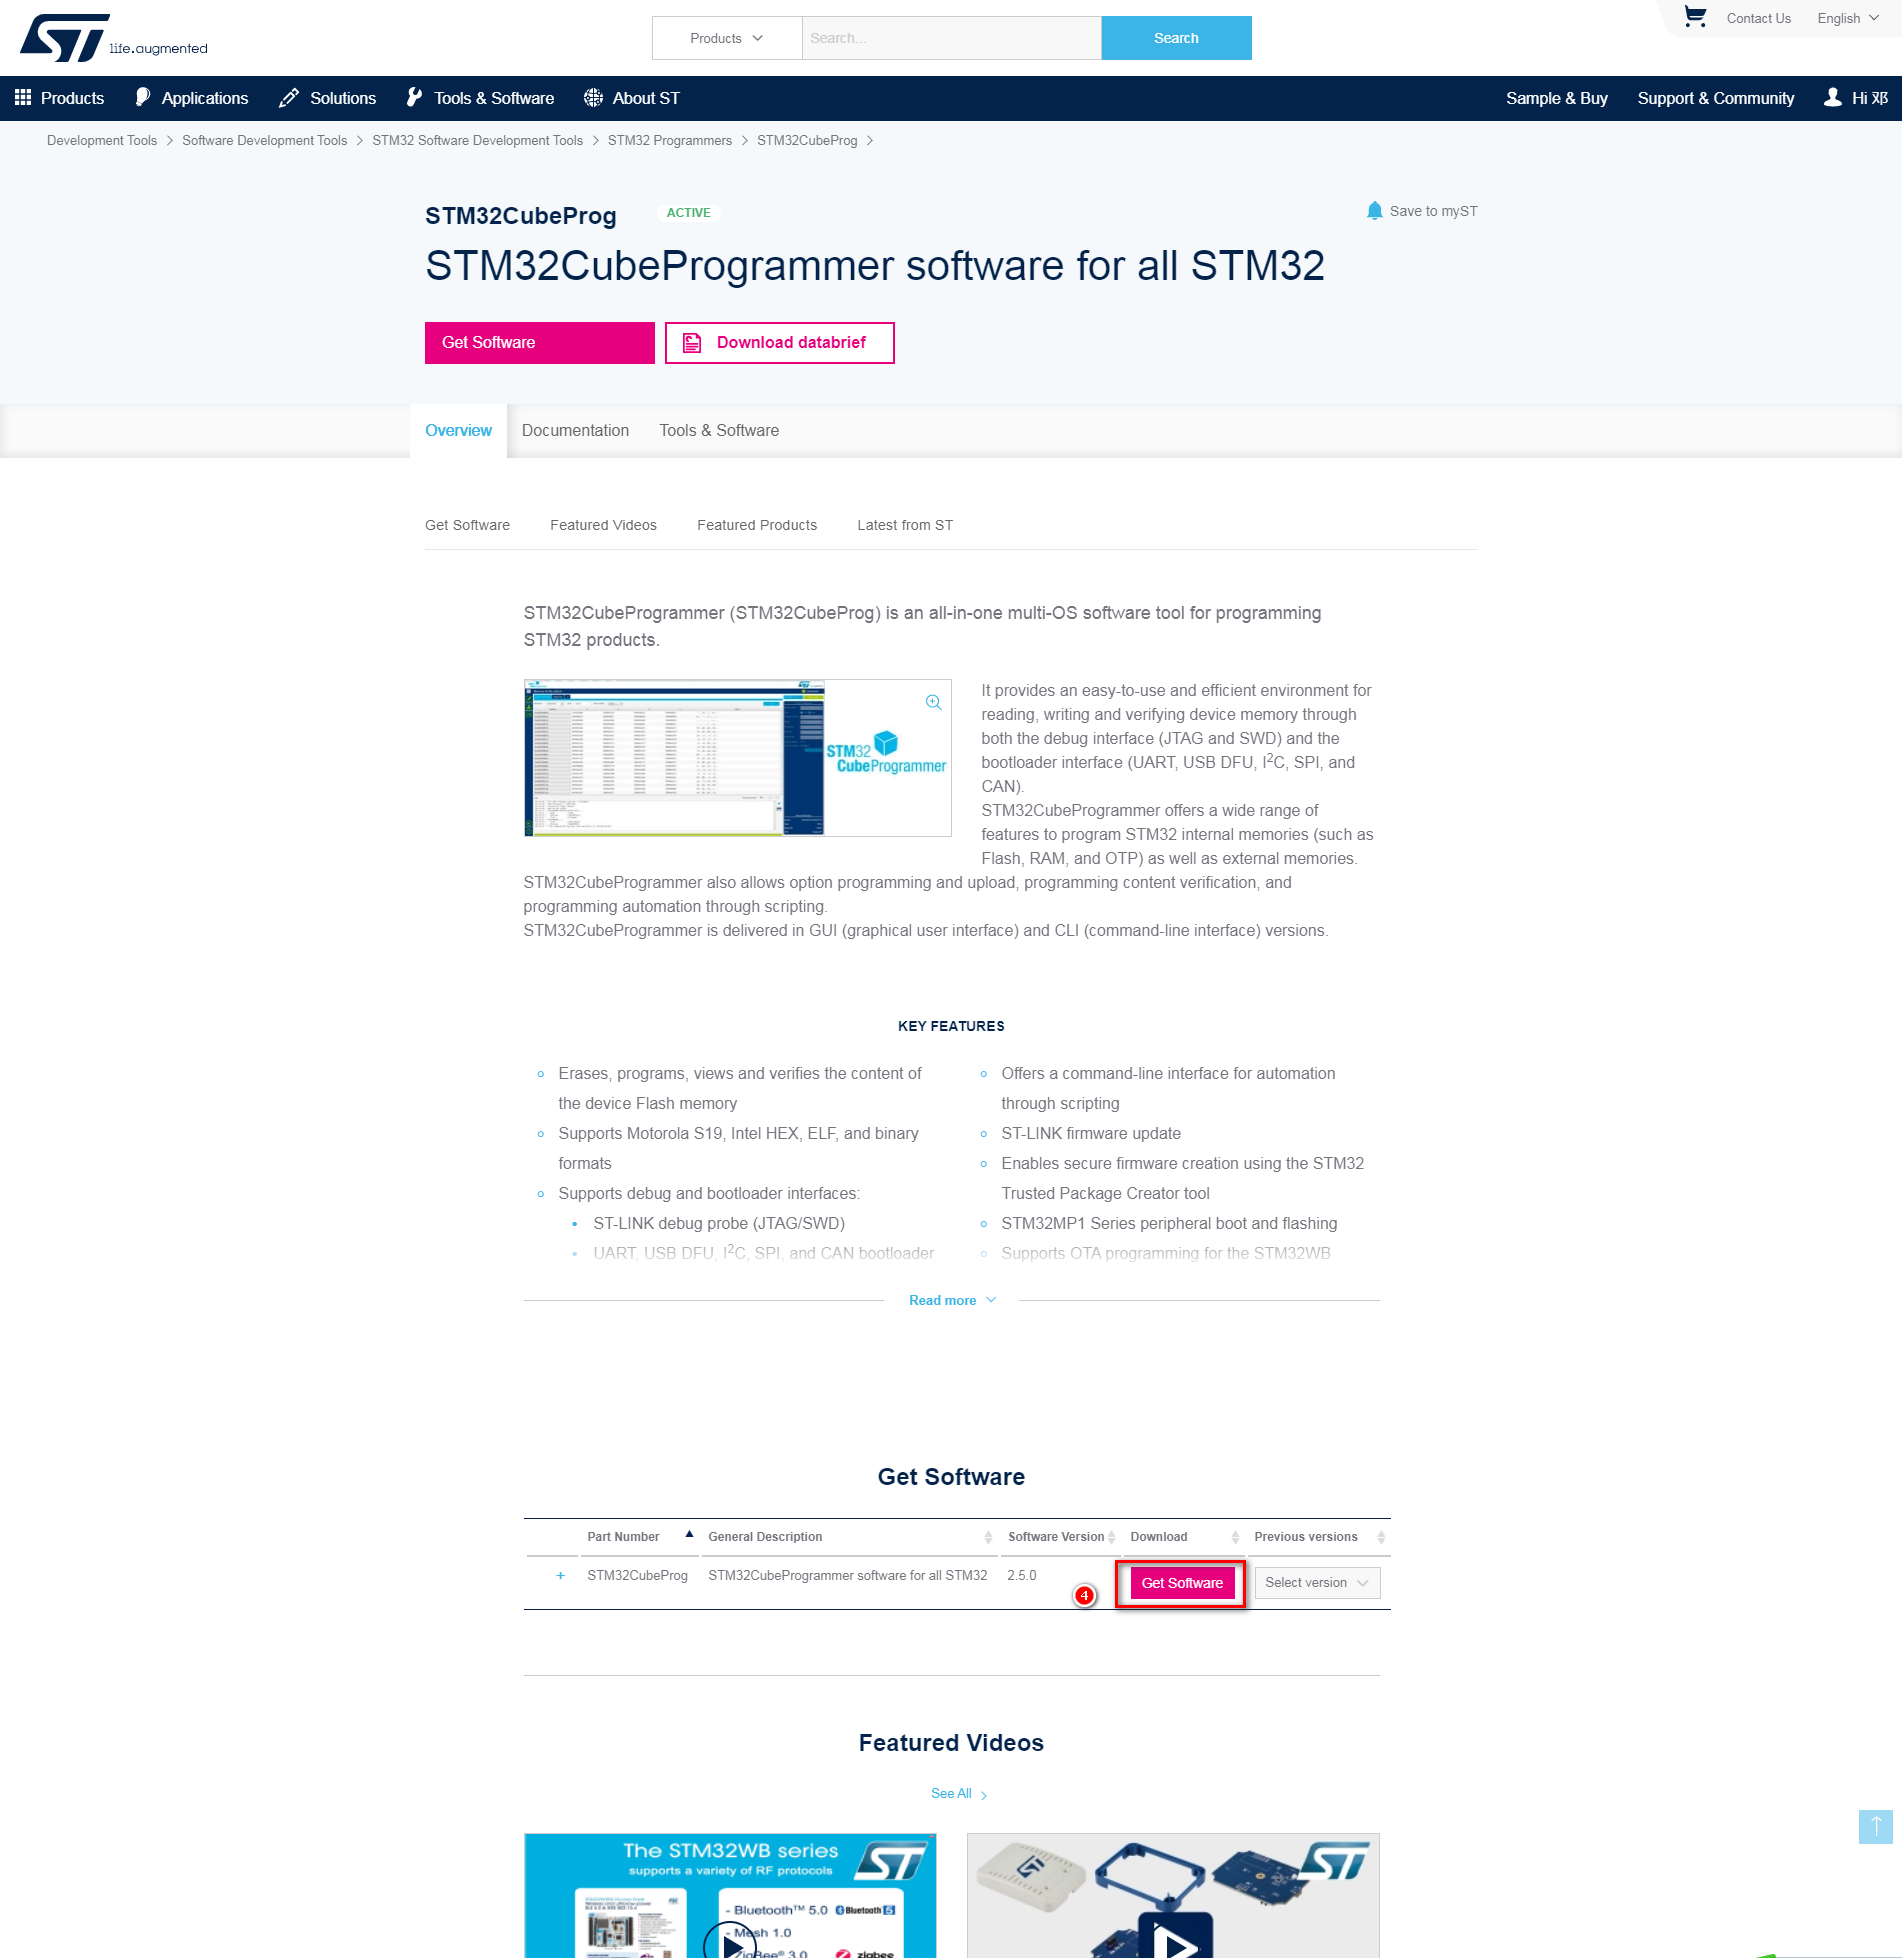 ST life.augmented
Products
Search...
Search
Contact Us
English
Products
Applications
Solutions
Tools & Software
About ST
Sample & Buy
Support & Community
Hi 邓
Development Tools > Software Development Tools > STM32 Software Development Tools > STM32 Programmers > STM32CubeProg >
STM32CubeProg
ACTIVE
Save to myST
STM32CubeProgrammer software for all STM32
Get Software
Download databrief
Overview
Documentation
Tools & Software
Get Software
Featured Videos
Featured Products
Latest from ST
STM32CubeProgrammer (STM32CubeProg) is an all-in-one multi-OS software tool for programming
STM32 products.
STM32
CubeProgrammer
It provides an easy-to-use and efficient environment for
reading, writing and verifying device memory through
both the debug interface (JTAG and SWD) and the
bootloader interface (UART, USB DFU, I²C, SPI, and
CAN).
STM32CubeProgrammer offers a wide range of
features to program STM32 internal memories (such as
Flash, RAM, and OTP) as well as external memories.
STM32CubeProgrammer also allows option programming and upload, programming content verification, and
programming automation through scripting.
STM32CubeProgrammer is delivered in GUI (graphical user interface) and CLI (command-line interface) versions.
KEY FEATURES
Erases, programs, views and verifies the content of
the device Flash memory
Supports Motorola S19, Intel HEX, ELF, and binary
formats
Supports debug and bootloader interfaces:
ST-LINK debug probe (JTAG/SWD)
UART, USB DFU, I²C, SPI, and CAN bootloader
Offers a command-line interface for automation
through scripting
ST-LINK firmware update
Enables secure firmware creation using the STM32
Trusted Package Creator tool
STM32MP1 Series peripheral boot and flashing
Supports OTA programming for the STM32WB
Read more
Get Software
Part Number
General Description
Software Version
Download
Previous versions
+
STM32CubeProg
STM32CubeProgrammer software for all STM32
2.5.0
4
Get Software
Select version
Featured Videos
See All >
The STM32WB series
supports a variety of RF protocols
ST
- Bluetooth™ 5.0
Bluetooth 5
- Mesh 1.0
ZigBee® 3.0
zigbee
ST